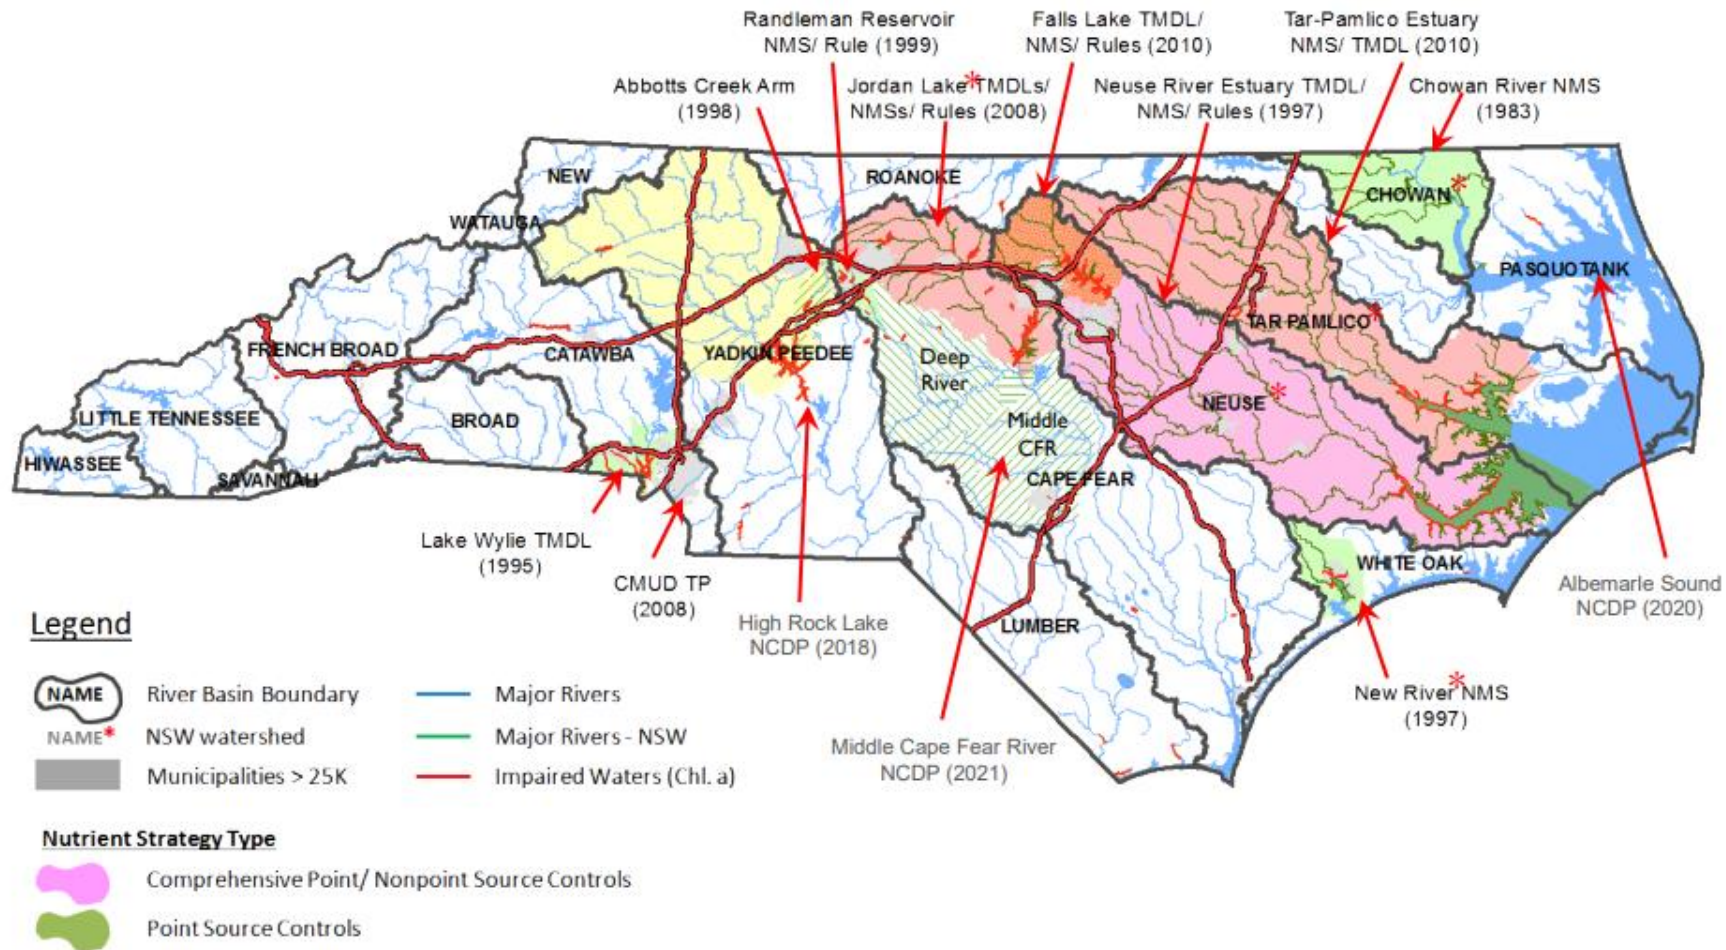 Randleman Reservoir
NMS/ Rule (1999)
Falls Lake TMDL/
NMS/ Rules (2010)
Tar-Pamlico Estuary
NMS/ TMDL (2010)
Abbotts Creek Arm
(1998)
Jordan Lake* TMDLs/
NMSs/ Rules (2008)
Neuse River Estuary TMDL/
NMS/ Rules (1997)
Chowan River NMS
(1983)
NEW
ROANOKE
CHOWAN*
WATAUGA
PASQUOTANK
TAR PAMLICO*
FRENCH BROAD
CATAWBA
YADKIN PEEDEE
Deep
River
NEUSE*
LITTLE TENNESSEE
BROAD
Middle
CFR
HIWASSEE
SAVANNAH
CAPE FEAR
Lake Wylie TMDL
(1995)
WHITE OAK
CMUD TP
(2008)
Albemarle Sound
NCDP (2020)
High Rock Lake
NCDP (2018)
LUMBER
New River* NMS
(1997)
Middle Cape Fear River
NCDP (2021)
Legend
NAME River Basin Boundary
NAME* NSW watershed
Municipalities > 25K
Major Rivers
Major Rivers - NSW
Impaired Waters (Chl. a)
Nutrient Strategy Type
Comprehensive Point/ Nonpoint Source Controls
Point Source Controls